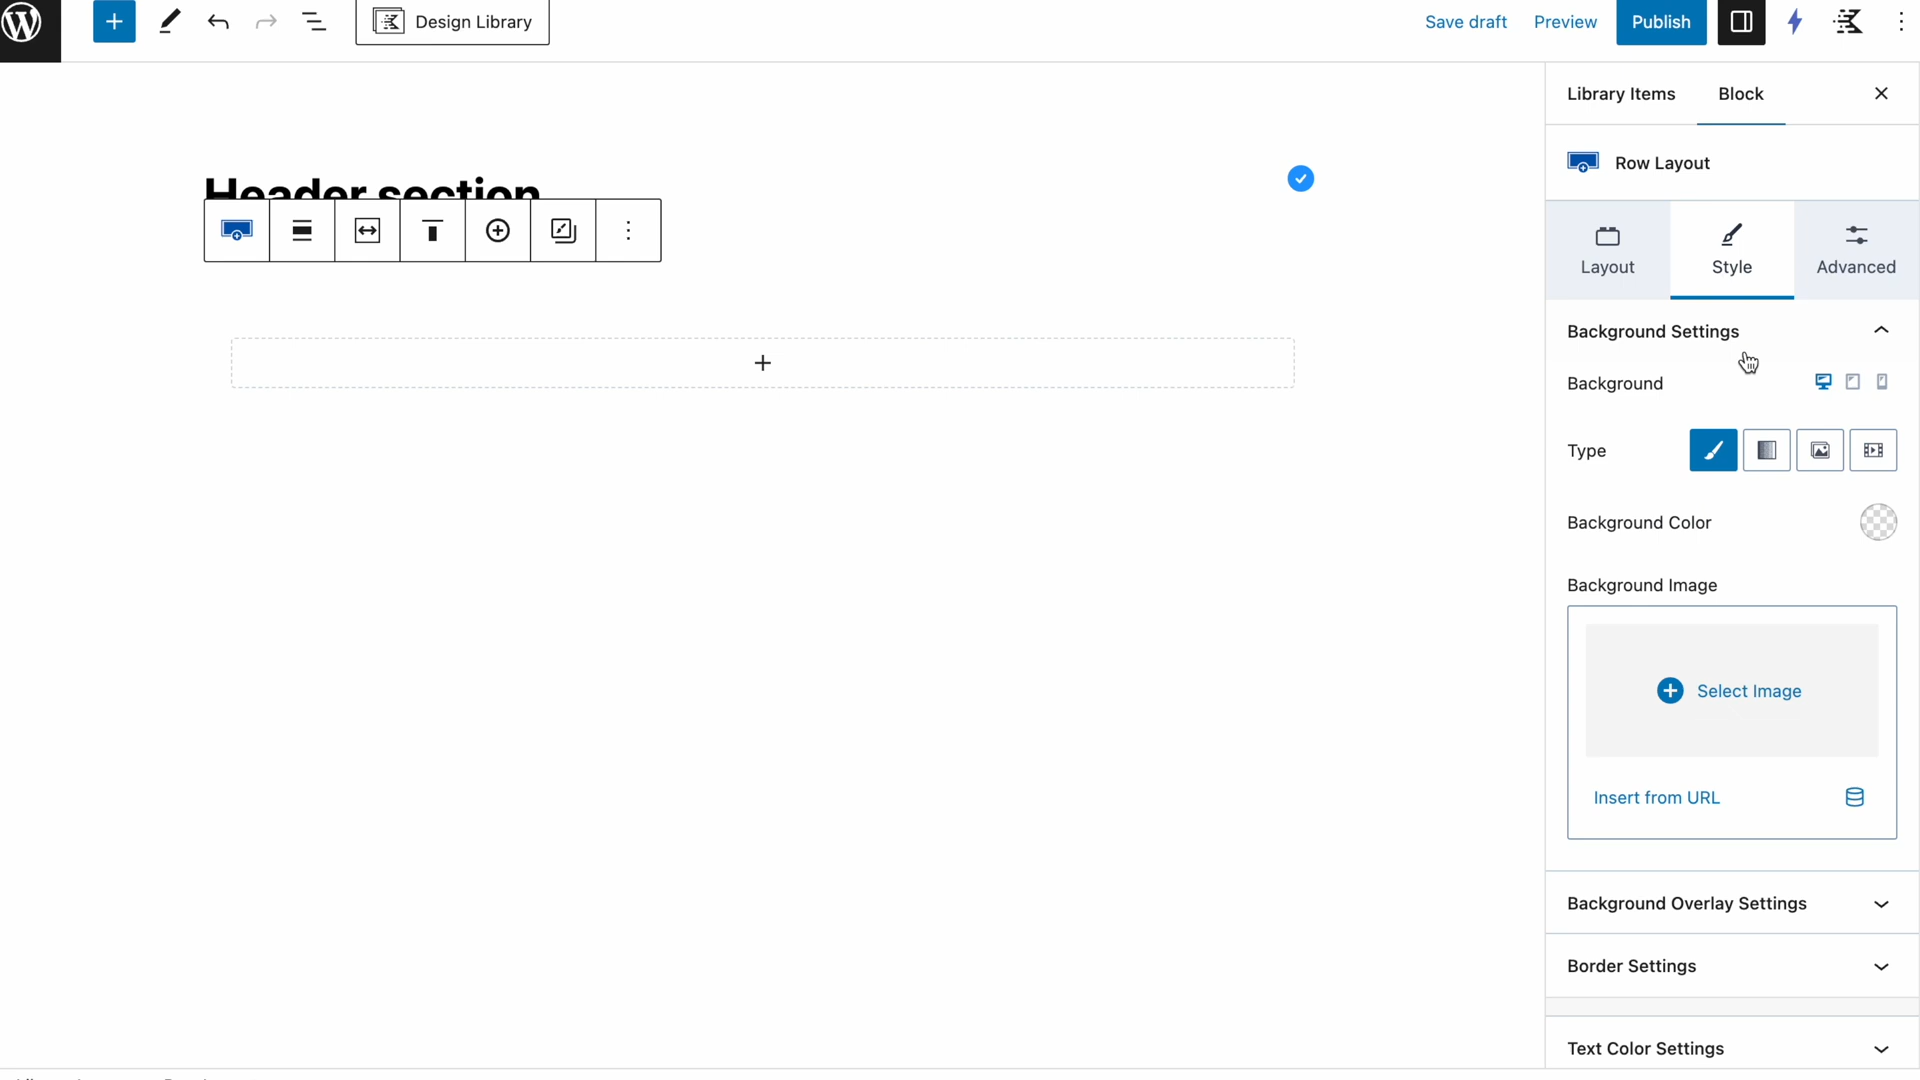 Design Library
Save draft
Preview
Publish
Library Items
Block
Header section
Row Layout
Layout
Style
Advanced
Background Settings
Background
Type
Background Color
Background Image
Select Image
Insert from URL
Background Overlay Settings
Border Settings
Text Color Settings